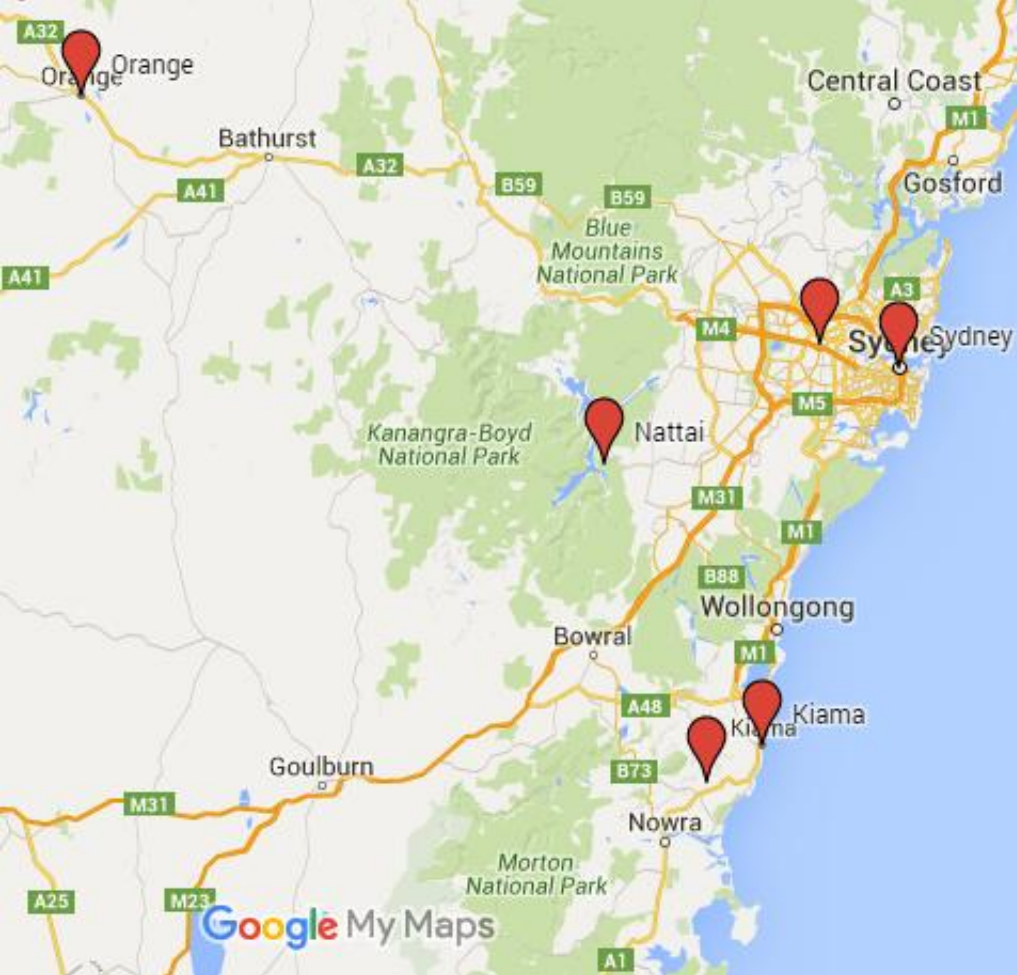 A32
Orange
Orange
Central Coast
M1
Bathurst
A32
B59
Gosford
A41
B59
Blue
Mountains
National Park
A41
A3
M4
Sydney
Sydney
M5
Kanangra-Boyd
National Park
Nattai
M31
M1
B88
Wollongong
Bowral
M1
A48
Kiama
Kiama
Goulburn
B73
M31
Nowra
Morton
National Park
A25
M23
Google My Maps
A1